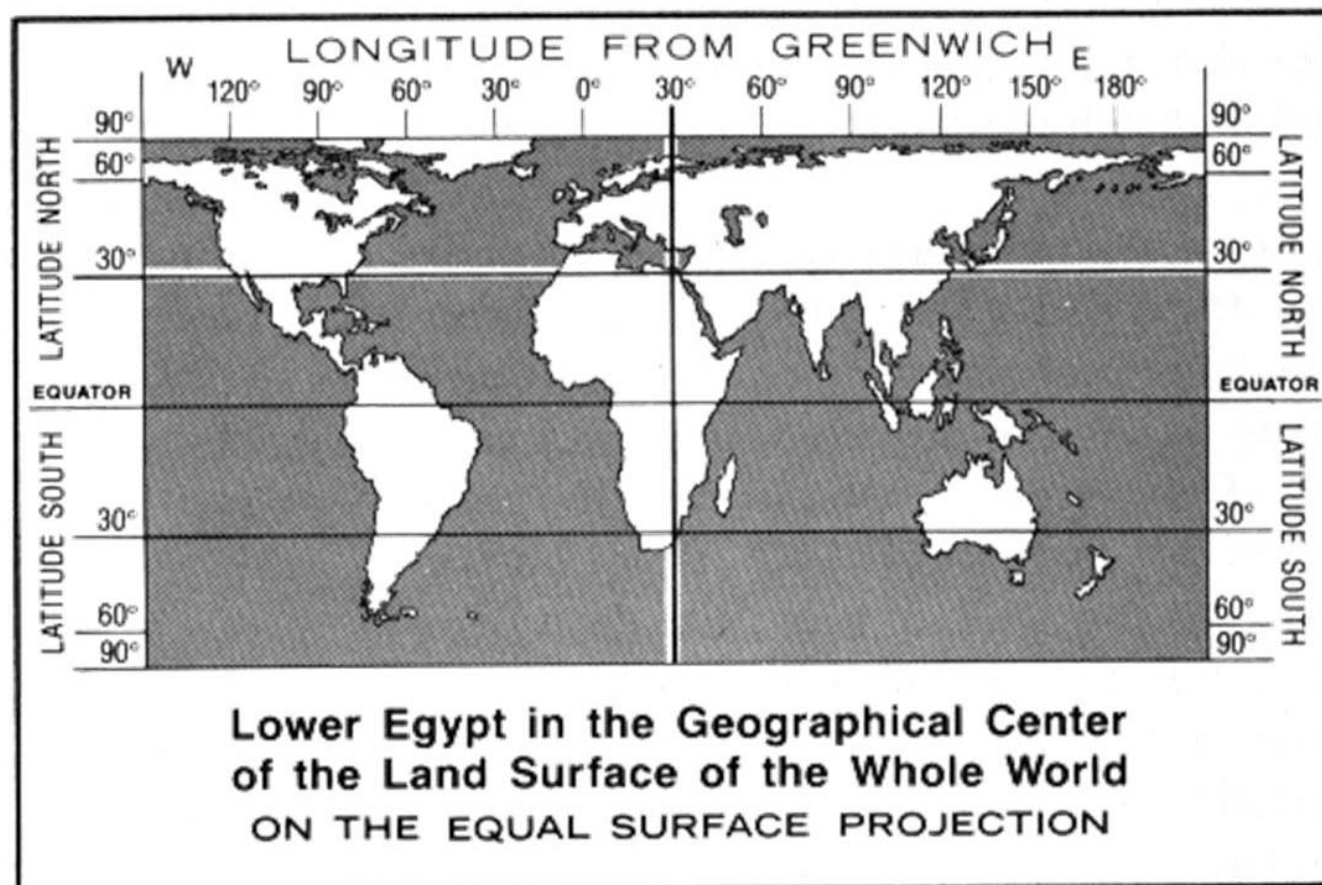 LONGITUDE FROM GREENWICH
W E
120° 90° 60° 30° 0° 30° 60° 90° 120° 150° 180°
90° 90°
60° 60°
LATITUDE NORTH LATITUDE NORTH
30° 30°
EQUATOR EQUATOR
LATITUDE SOUTH LATITUDE SOUTH
30° 30°
60° 60°
90° 90°
Lower Egypt in the Geographical Center
of the Land Surface of the Whole World
ON THE EQUAL SURFACE PROJECTION